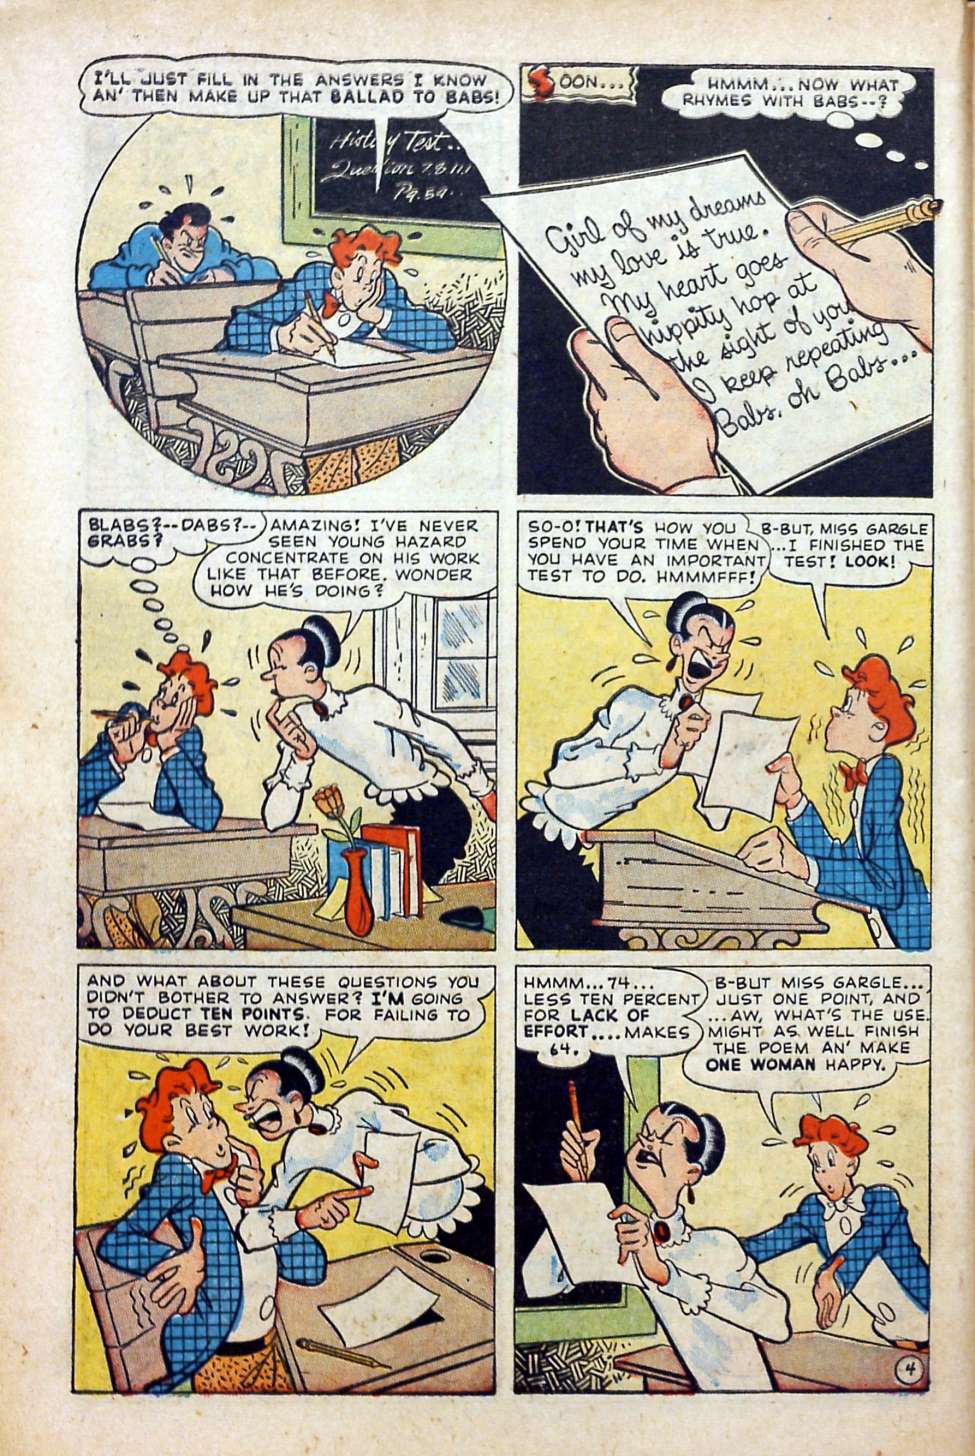 I'LL JUST FILL IN THE ANSWERS I KNOW
AN' THEN MAKE UP THAT BALLAD TO BABS!
History Test..
Question 7.8.11.1
Pg. 59..
SOON...
HMMM... NOW WHAT
RHYMES WITH BABS--?
Girl of my dreams
my love is true.
My heart goes
hippity hop at
the sight of you
I keep repeating
Babs, oh Babs...
BLABS?--DABS?--
GRABS?
AMAZING! I'VE NEVER
SEEN YOUNG HAZARD
CONCENTRATE ON HIS WORK
LIKE THAT BEFORE. WONDER
HOW HE'S DOING?
SO-O! THAT'S HOW YOU
SPEND YOUR TIME WHEN
YOU HAVE AN IMPORTANT
TEST TO DO. HMMMFFF!
B-BUT, MISS GARGLE
...I FINISHED THE
TEST! LOOK!
AND WHAT ABOUT THESE QUESTIONS YOU
DIDN'T BOTHER TO ANSWER? I'M GOING
TO DEDUCT TEN POINTS. FOR FAILING TO
DO YOUR BEST WORK!
HMMM...74...
LESS TEN PERCENT
FOR LACK OF
EFFORT....MAKES
64.
B-BUT MISS GARGLE...
JUST ONE POINT, AND
...AW, WHAT'S THE USE.
MIGHT AS WELL FINISH
THE POEM AN' MAKE
ONE WOMAN HAPPY.
4